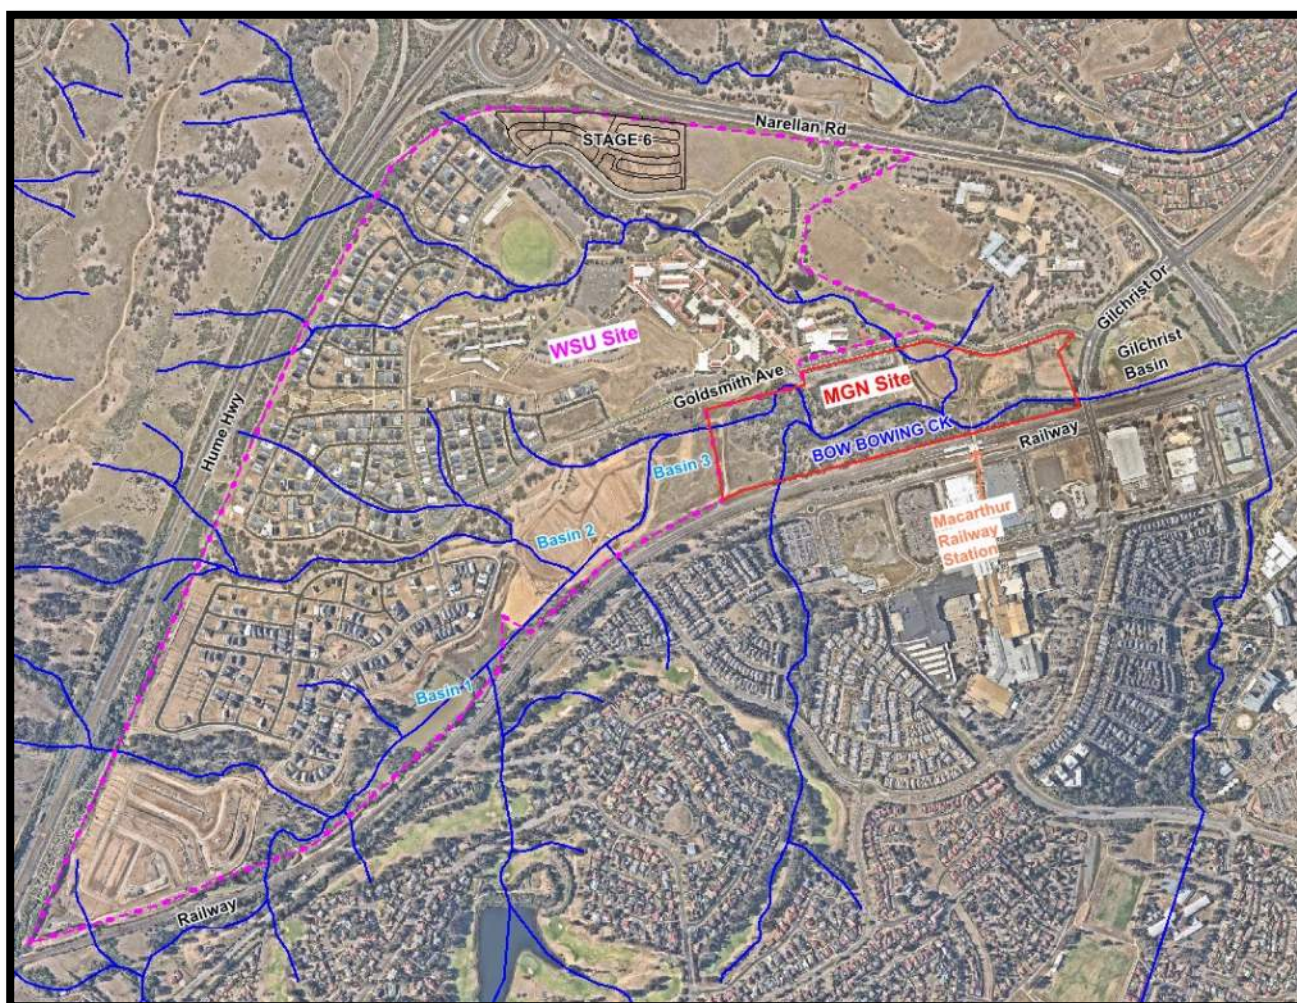 Narellan Rd
STAGE 6
Gilchrist Dr
WSU Site
Gilchrist
Basin
Goldsmith Ave
MGN Site
Hume Hwy
BOW BOWING CK
Railway
Basin 3
Macarthur
Railway
Station
Basin 2
Basin 1
Railway